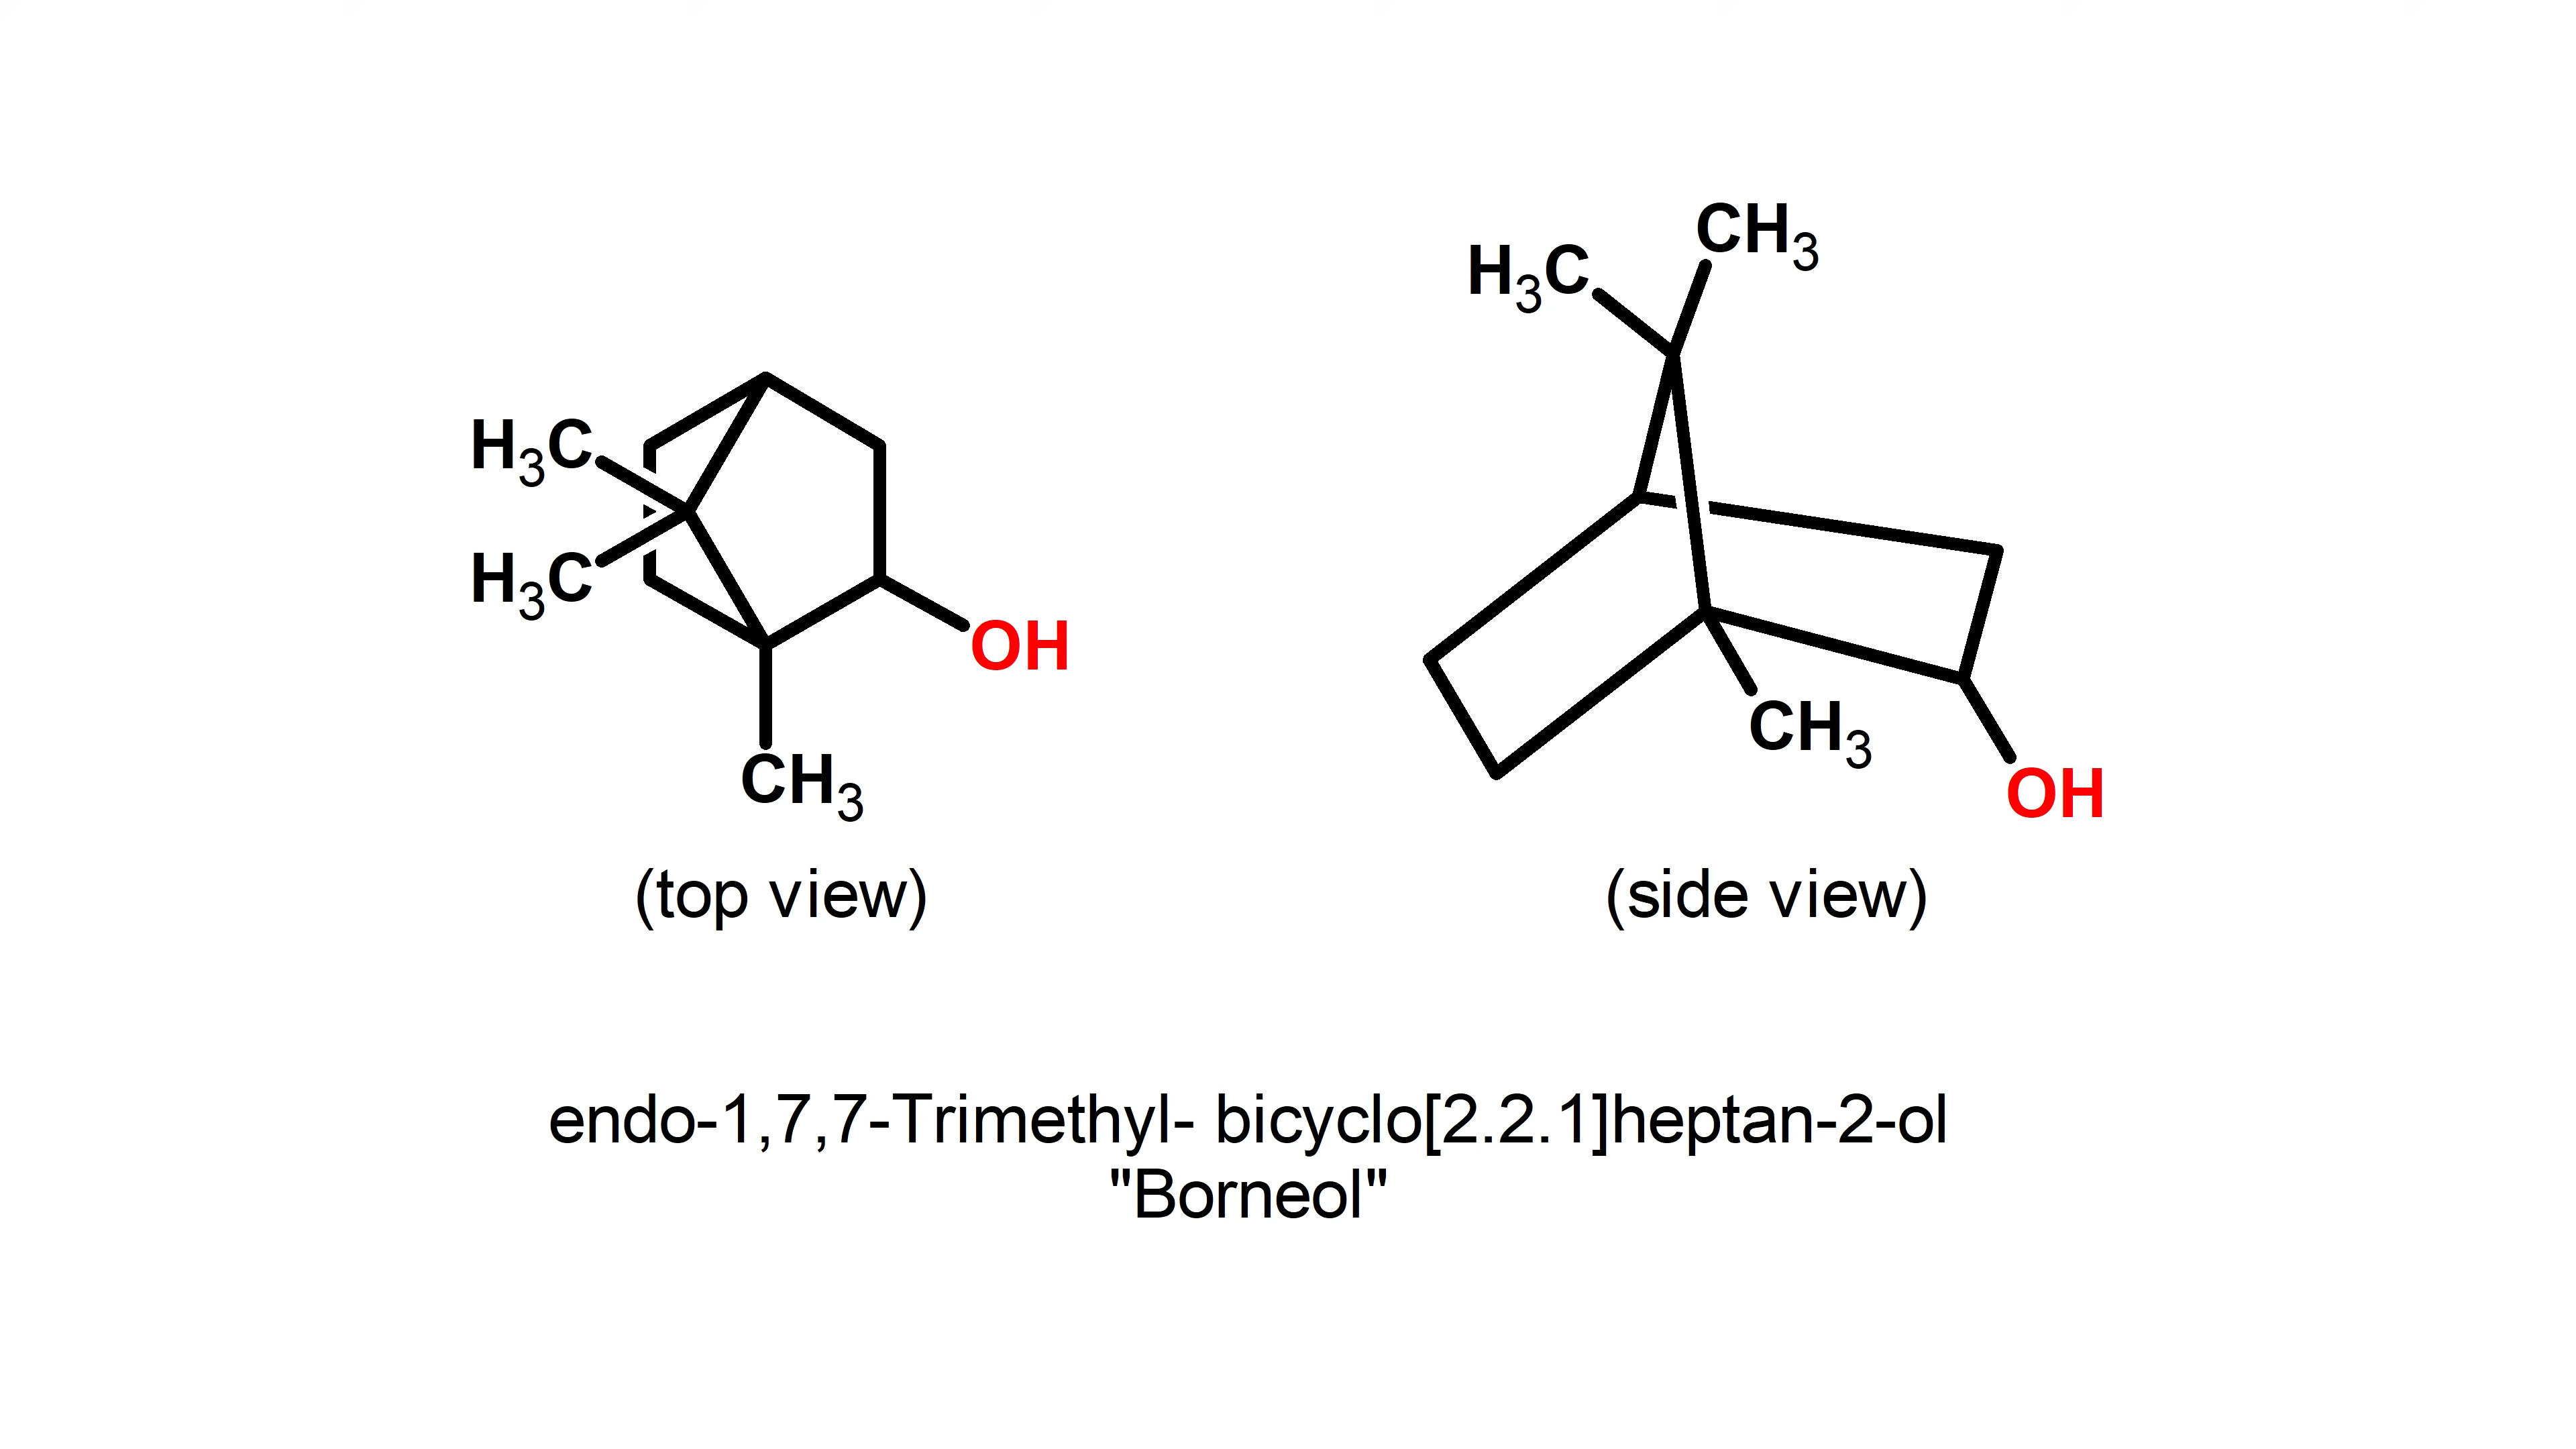 CH3
H3C
H3C
H3C
OH
CH3
CH3
OH
(top view) (side view)
endo-1,7,7-Trimethyl- bicyclo[2.2.1]heptan-2-ol
"Borneol"